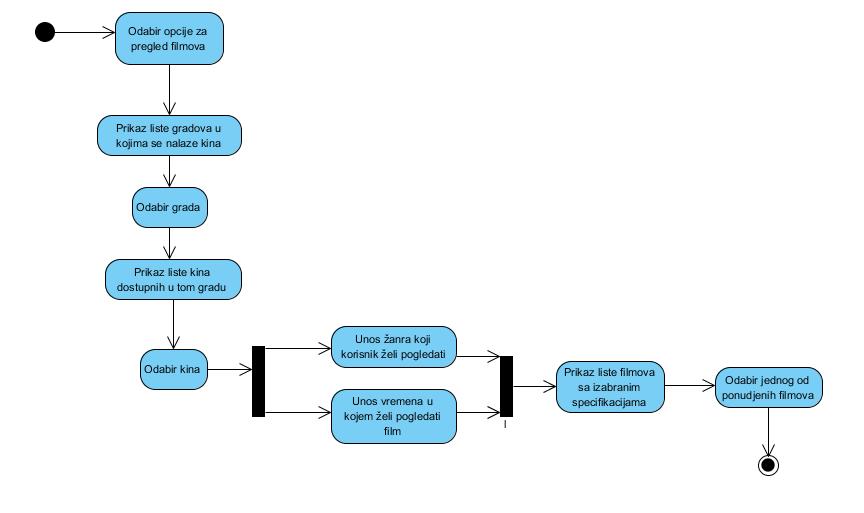 Odabir opcije za
pregled filmova
Prikaz liste gradova u
kojima se nalaze kina
Odabir grada
Prikaz liste kina
dostupnih u tom gradu
Odabir kina
Unos žanra koji
korisnik želi pogledati
Unos vremena u
kojem želi pogledati
film
Prikaz liste filmova
sa izabranim
specifikacijama
Odabir jednog od
ponudjenih filmova